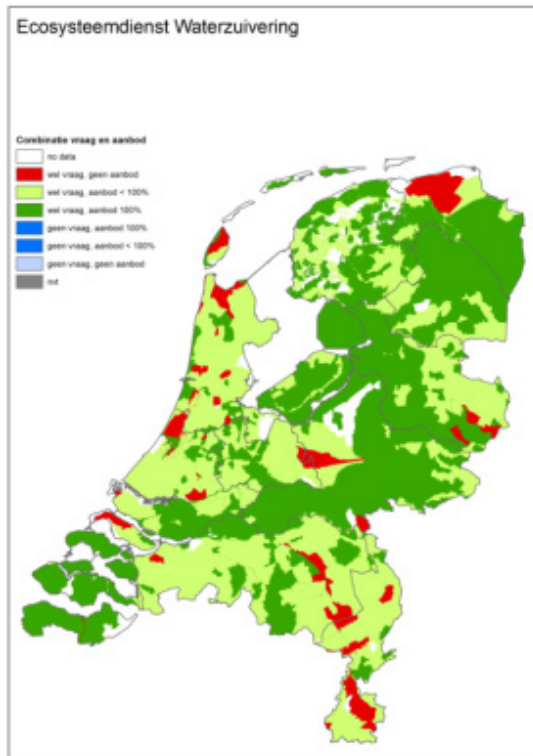 Ecosysteemdienst Waterzuivering
Combinatie vraag en aanbod
no data
wel vraag, geen aanbod
wel vraag, aanbod < 100%
wel vraag, aanbod 100%
geen vraag, aanbod 100%
geen vraag, aanbod < 100%
geen vraag, geen aanbod
nvt